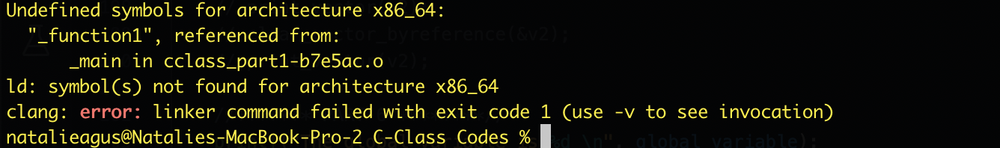 Undefined symbols for architecture x86_64:
"_function1", referenced from:
_main in cclass_part1-b7e5ac.o
ld: symbol(s) not found for architecture x86_64
clang: error: linker command failed with exit code 1 (use -v to see invocation)
natalieagus@Natalies-MacBook-Pro-2 C-Class Codes %